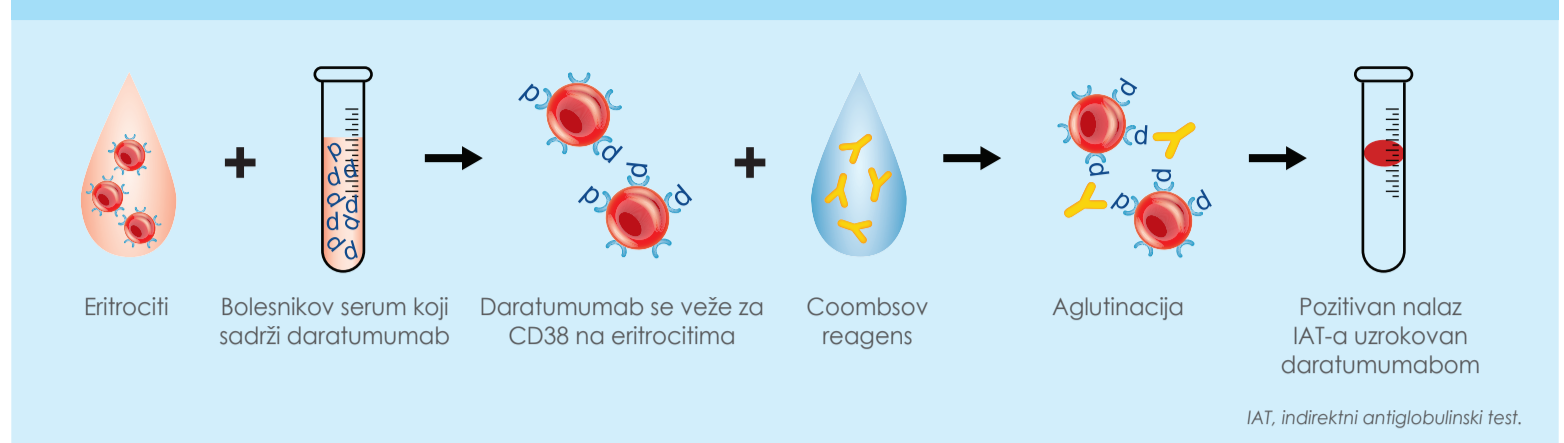 Eritrociti
Bolesnikov serum koji
sadrži daratumumab
Daratumumab se veže za
CD38 na eritrocitima
Coombsov
reagens
Aglutinacija
Pozitivan nalaz
IAT-a uzrokovan
daratumumabom
IAT, indirektni antiglobulinski test.